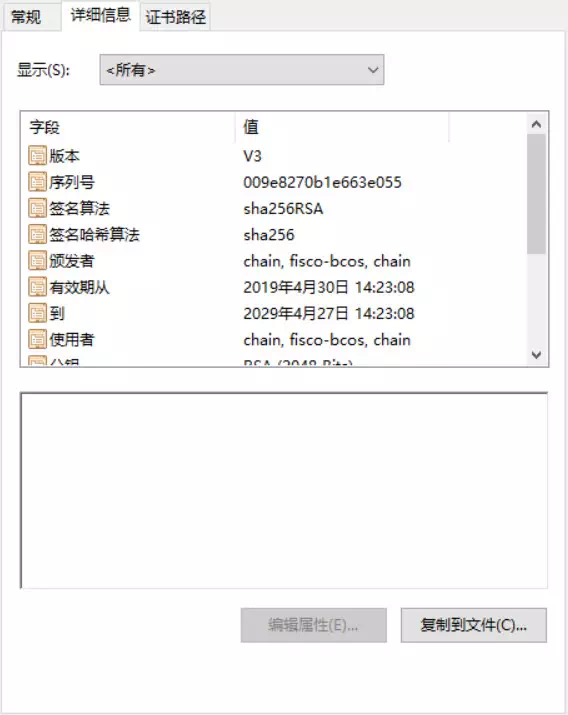 常规 详细信息 证书路径
显示(S): <所有>
字段 值
版本 V3
序列号 009e8270b1e663e055
签名算法 sha256RSA
签名哈希算法 sha256
颁发者 chain, fisco-bcos, chain
有效期从 2019年4月30日 14:23:08
到 2029年4月27日 14:23:08
使用者 chain, fisco-bcos, chain
公钥 RSA (2048 Bits)
编辑属性(E)... 复制到文件(C)...